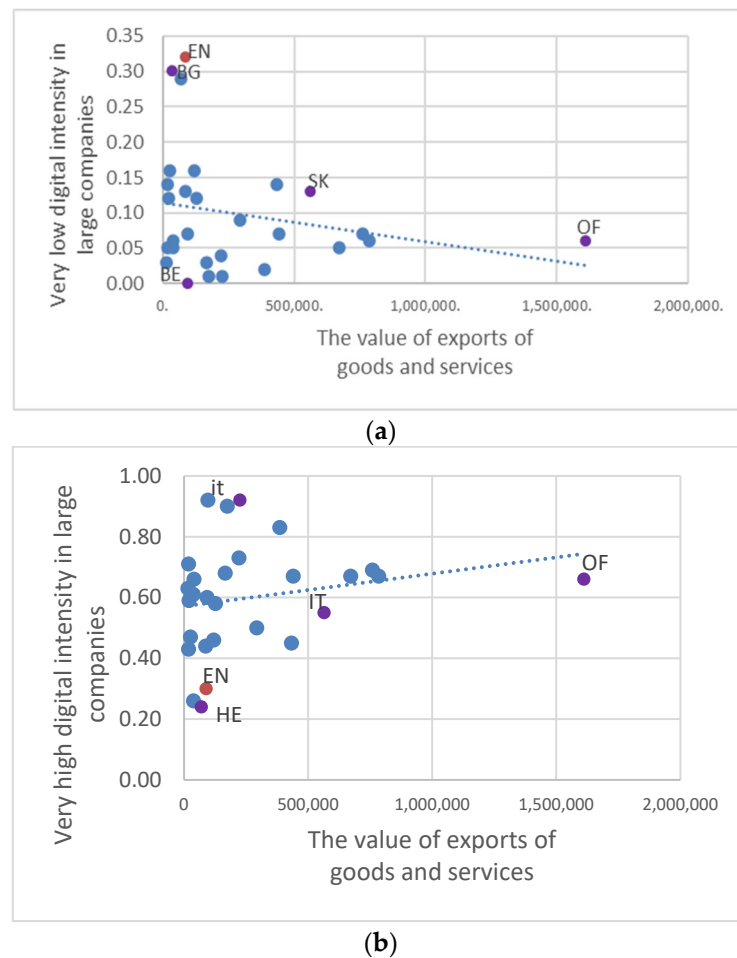 0.35
0.30
0.25
0.20
0.15
0.10
0.05
0.00
Very low digital intensity in
large companies
EN
BG
SK
OF
BE
0.
500,000.
1,000,000.
1,500,000.
2,000,000.
The value of exports of
goods and services
(a)
1.00
0.80
0.60
0.40
0.20
0.00
Very high digital intensity in large
companies
it
OF
IT
EN
HE
0
500,000
1,000,000
1,500,000
2,000,000
The value of exports of
goods and services
(b)